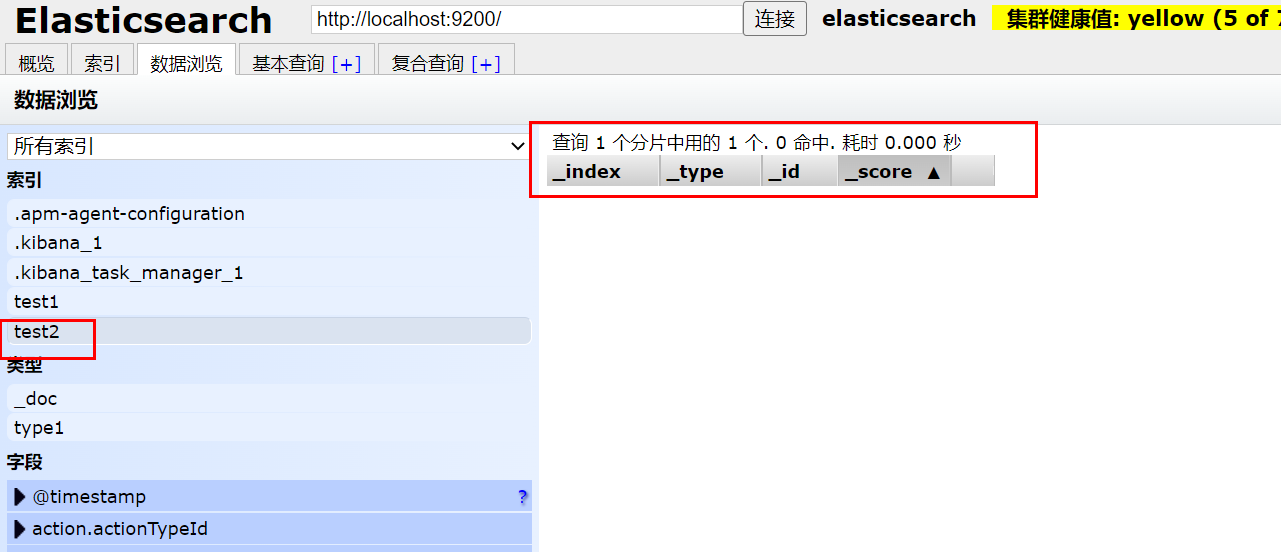 Elasticsearch http://localhost:9200/ 连接 elasticsearch 集群健康值: yellow (5 of 7
概览 索引 数据浏览 基本查询 [+] 复合查询 [+]
数据浏览
所有索引
索引
.apm-agent-configuration
.kibana_1
.kibana_task_manager_1
test1
test2
类型
_doc
type1
字段
@timestamp ?
action.actionTypeId
查询 1 个分片中用的 1 个. 0 命中. 耗时 0.000 秒
_index _type _id _score ▲